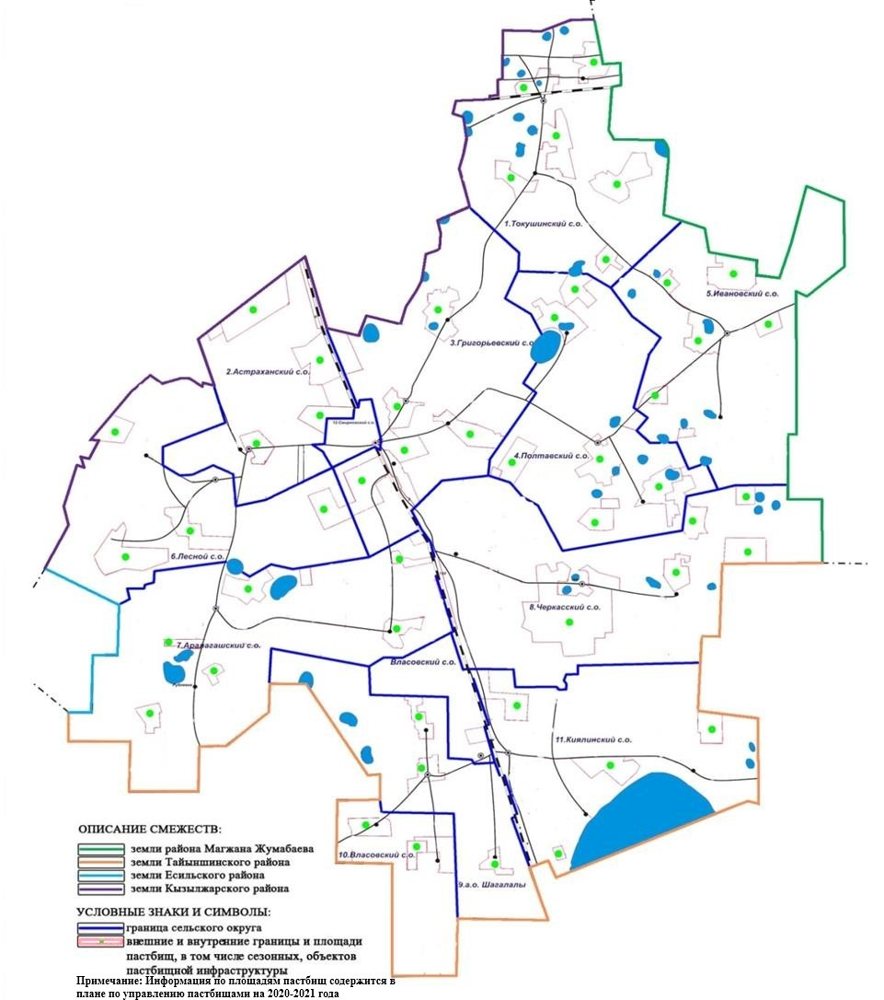 1.Токушинский с.о.
5.Ивановский с.о.
3.Григорьевский с.о
2.Астраханский с.о.
12.Смирновский с.о.
4.Полтавский с.о.
6.Лесной с.о.
8.Черкасский с.о.
7.Аралагашский с.о.
Власовский с.о.
11.Киялинский с.о.
10.Власовский с.о.
9.а.о. Шагалалы
ОПИСАНИЕ СМЕЖЕСТВ:
земли района Магжана Жумабаева
земли Тайыншинского района
земли Есильского района
земли Кызылжарского района
УСЛОВНЫЕ ЗНАКИ И СИМВОЛЫ:
граница сельского округа
внешние и внутренние границы и площади
пастбищ, в том числе сезонных, объектов
пастбищной инфраструктуры
Примечание: Информация по площадям пастбищ содержится в
плане по управлению пастбищами на 2020-2021 года